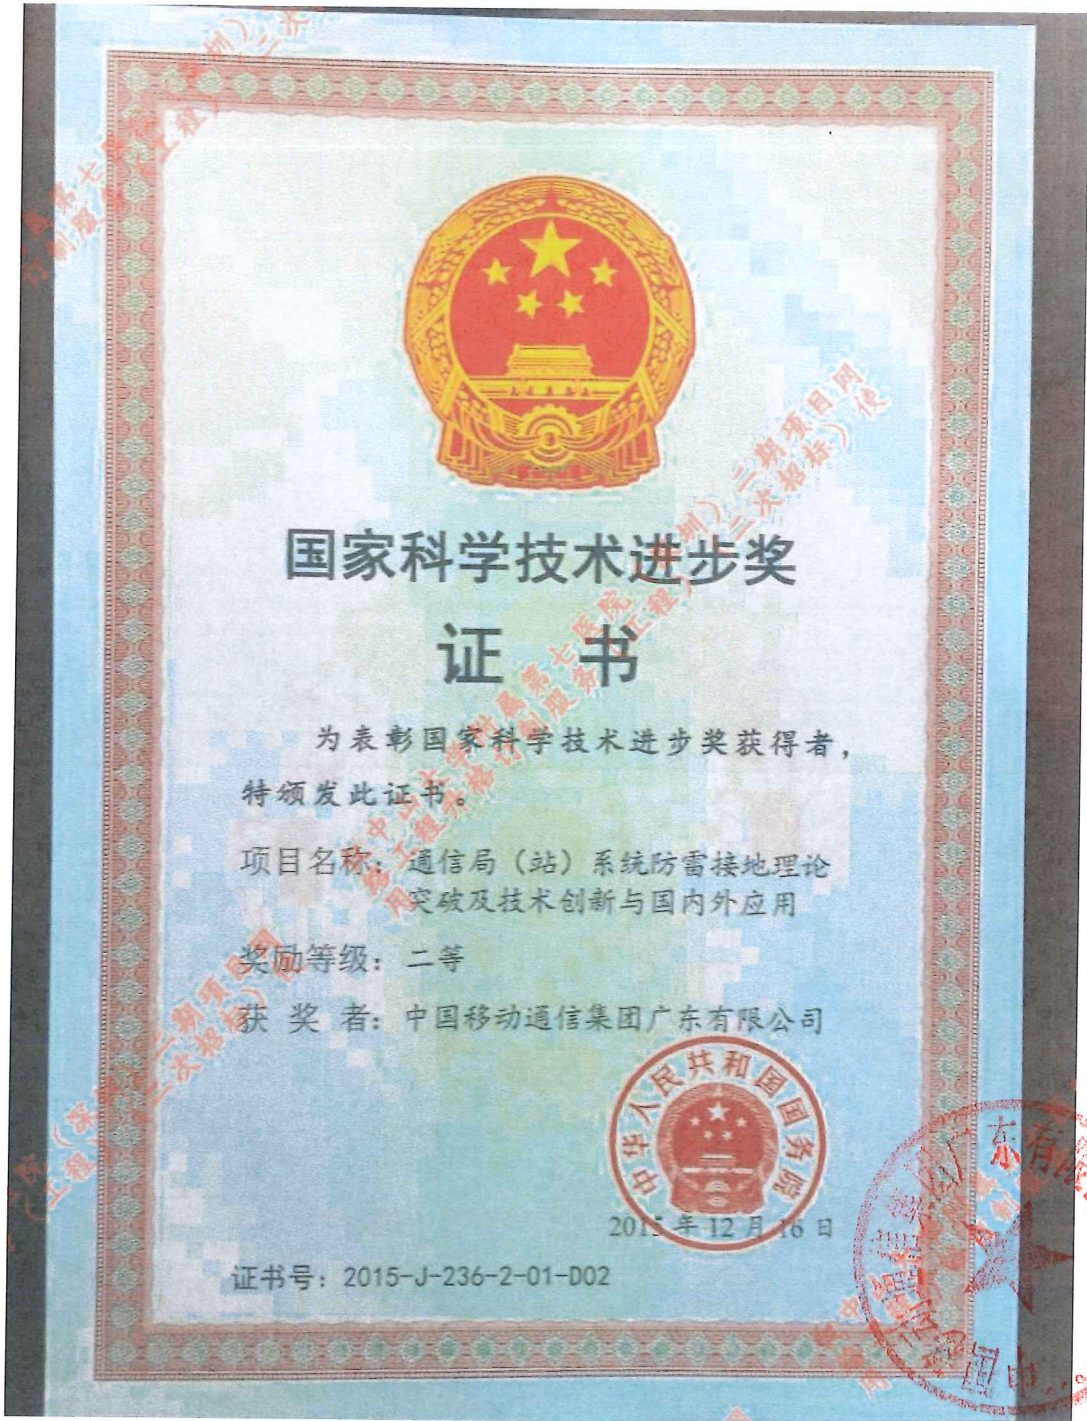 国家科学技术进步奖
证 书
为表彰国家科学技术进步奖获得者，
特颁发此证书。
项目名称：通信局（站）系统防雷接地理论
突破及技术创新与国内外应用
奖励等级：二等
获 奖 者：中国移动通信集团广东有限公司
中华人民共和国国务院
2015 年 12 月 16 日
证书号：2015-J-236-2-01-D02